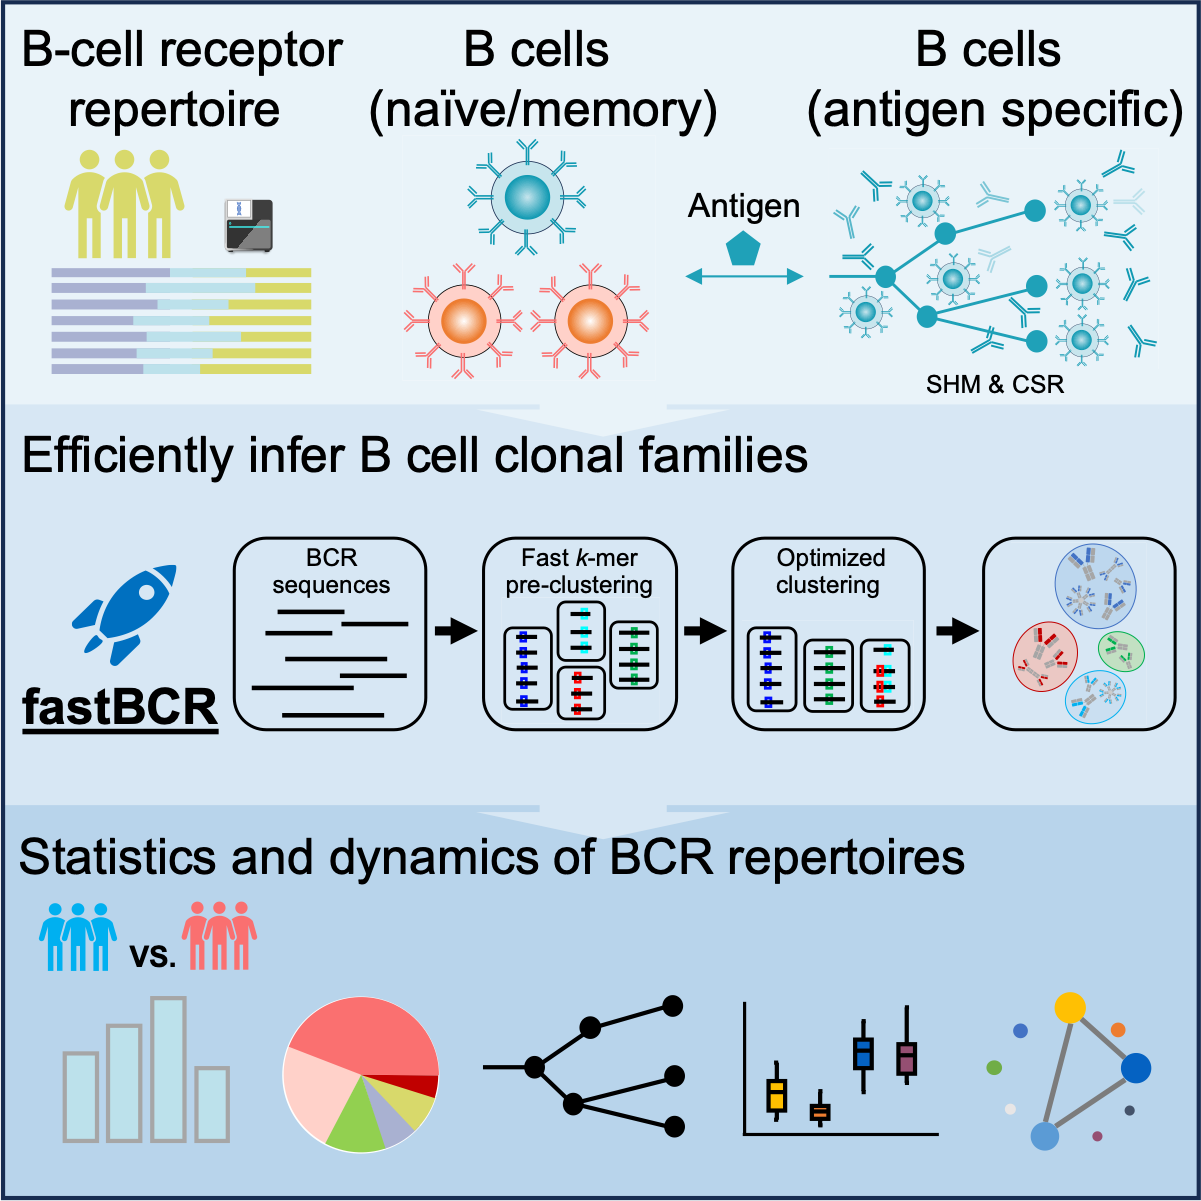 B-cell receptor
repertoire
B cells
(naïve/memory)
B cells
(antigen specific)
Antigen
SHM & CSR
Efficiently infer B cell clonal families
fastBCR
BCR
sequences
Fast k-mer
pre-clustering
Optimized
clustering
Statistics and dynamics of BCR repertoires
vs.